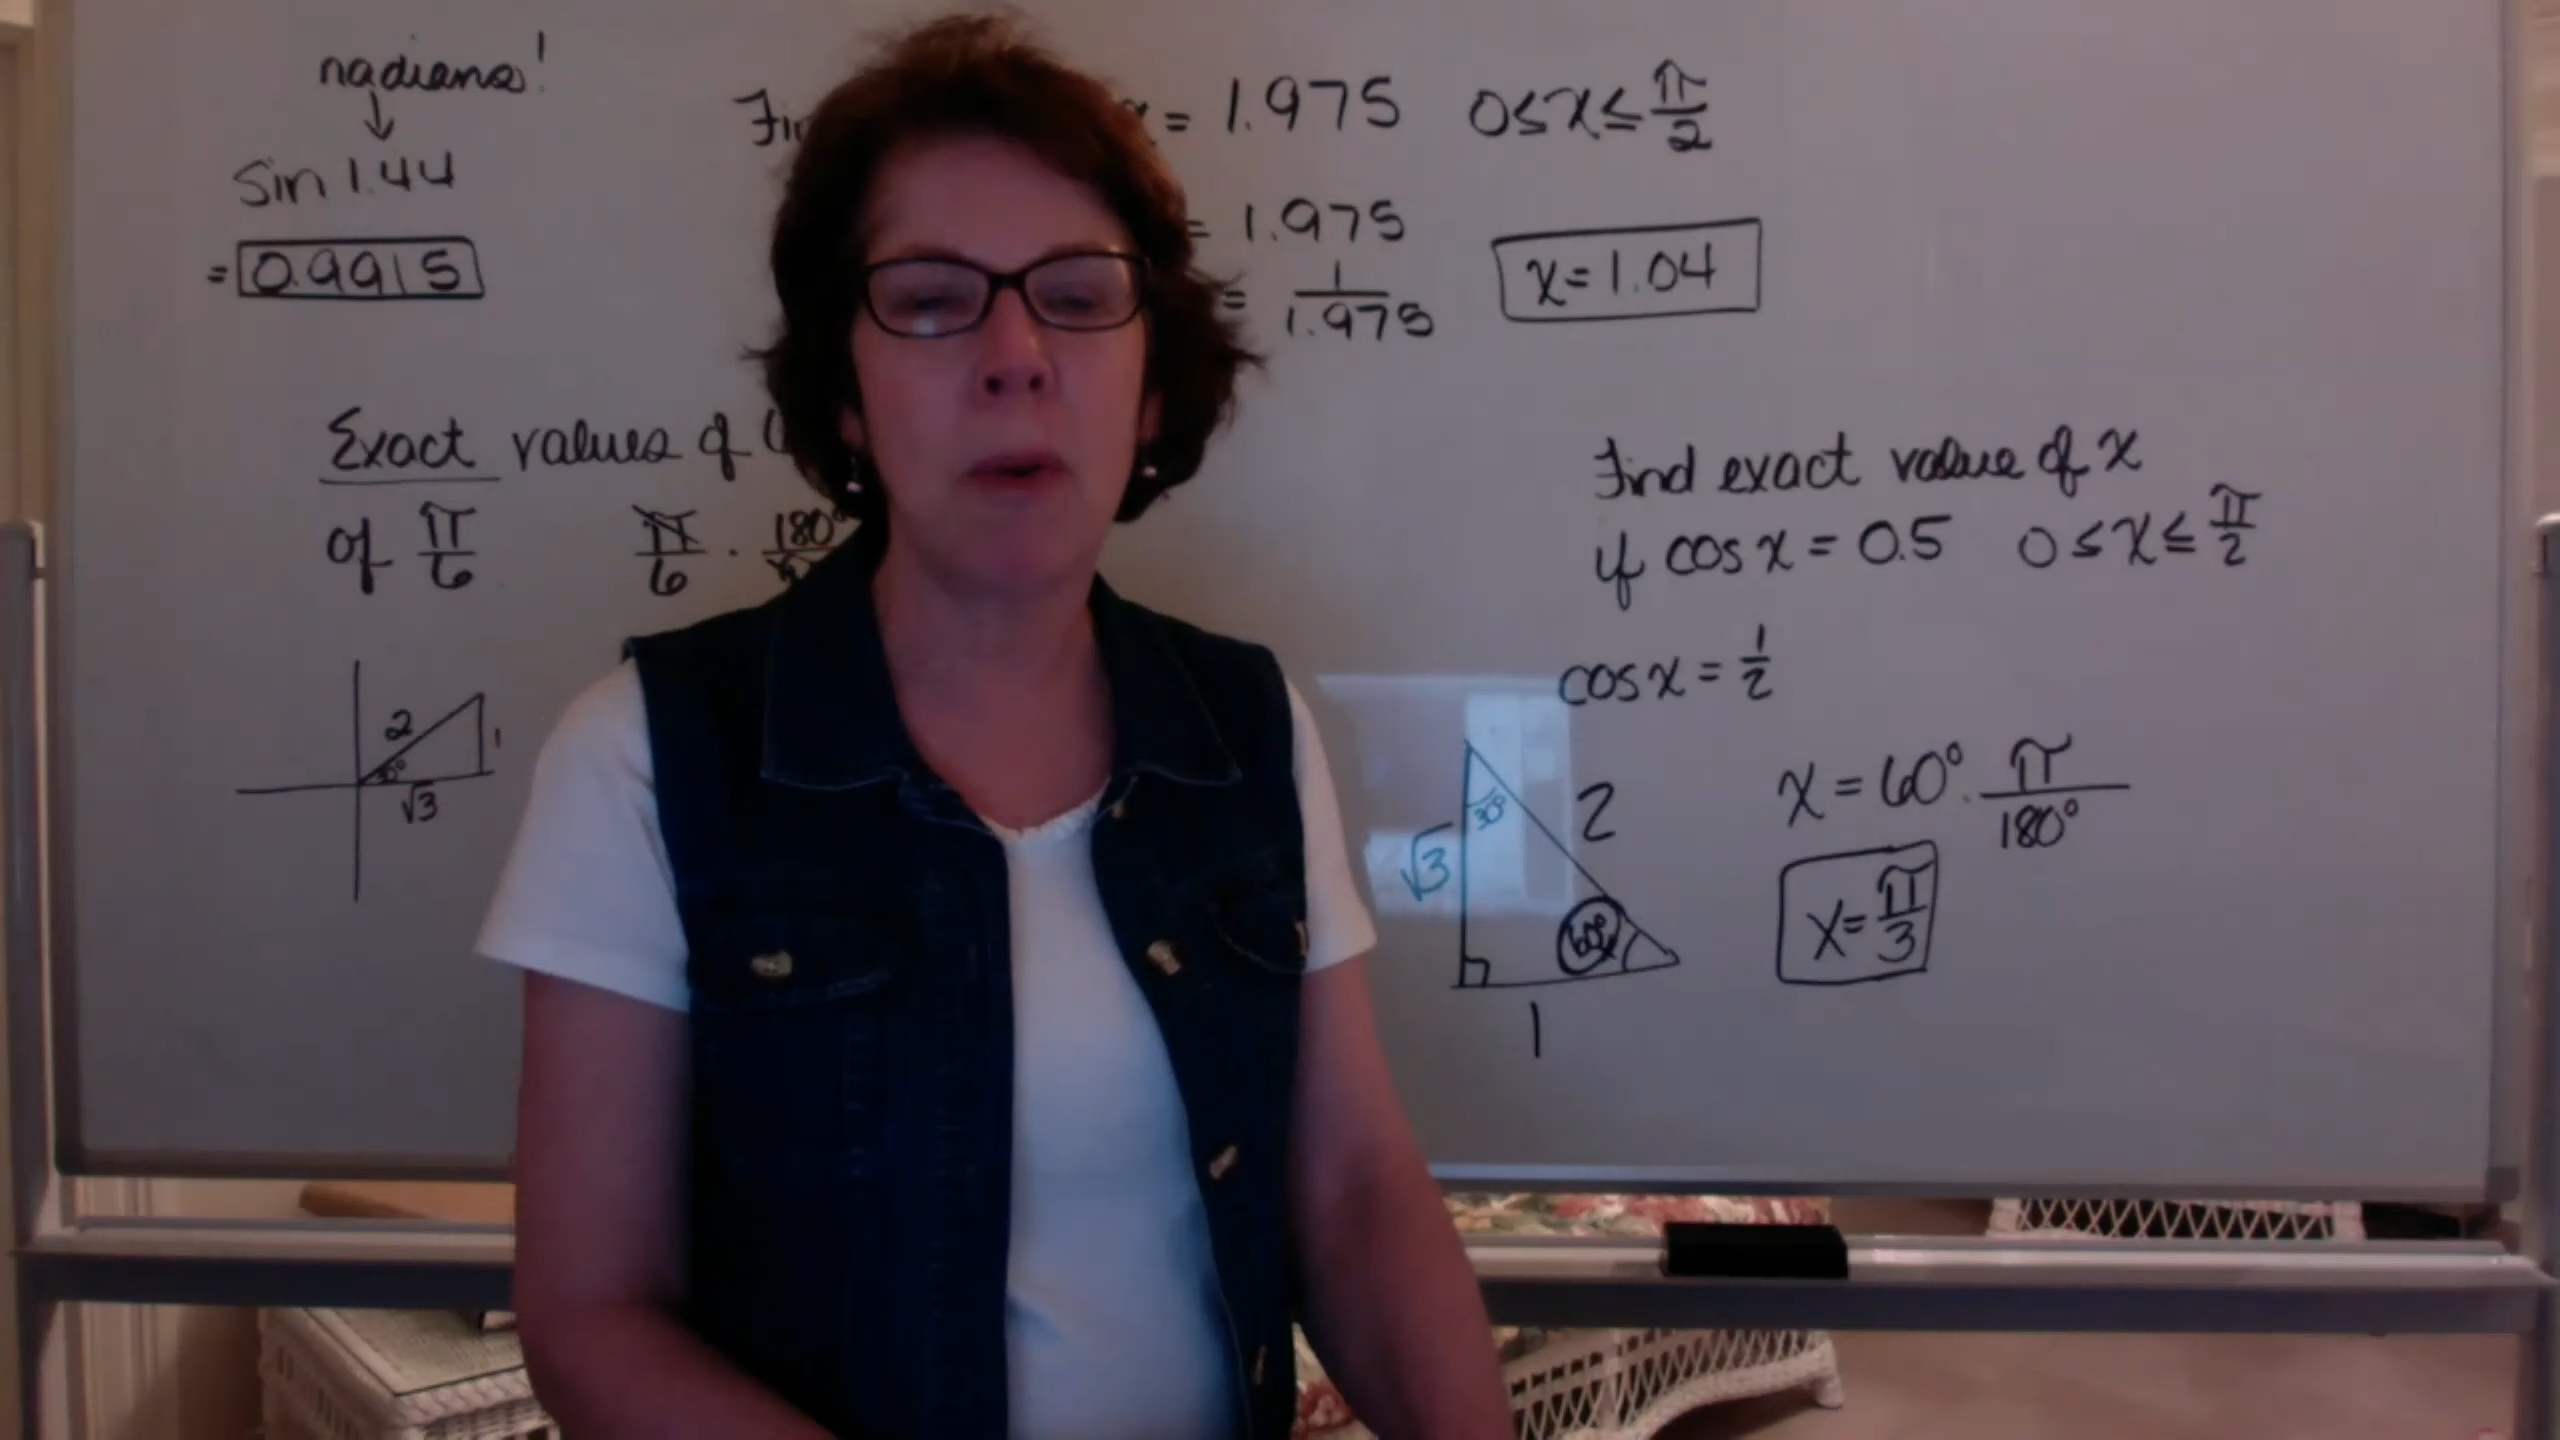 radians!
↓
sin 1.44
= 0.9915
= 1.975 0≤x≤π/2
= 1.975
= 1/1.975
x=1.04
Exact values of
of π/6 π/6 · 180°
2
30°
1
√3
Find exact value of x
if cos x = 0.5 0≤x≤π/2
cos x = 1/2
30°
2
√3
60°
1
x = 60° · π/180°
x=π/3